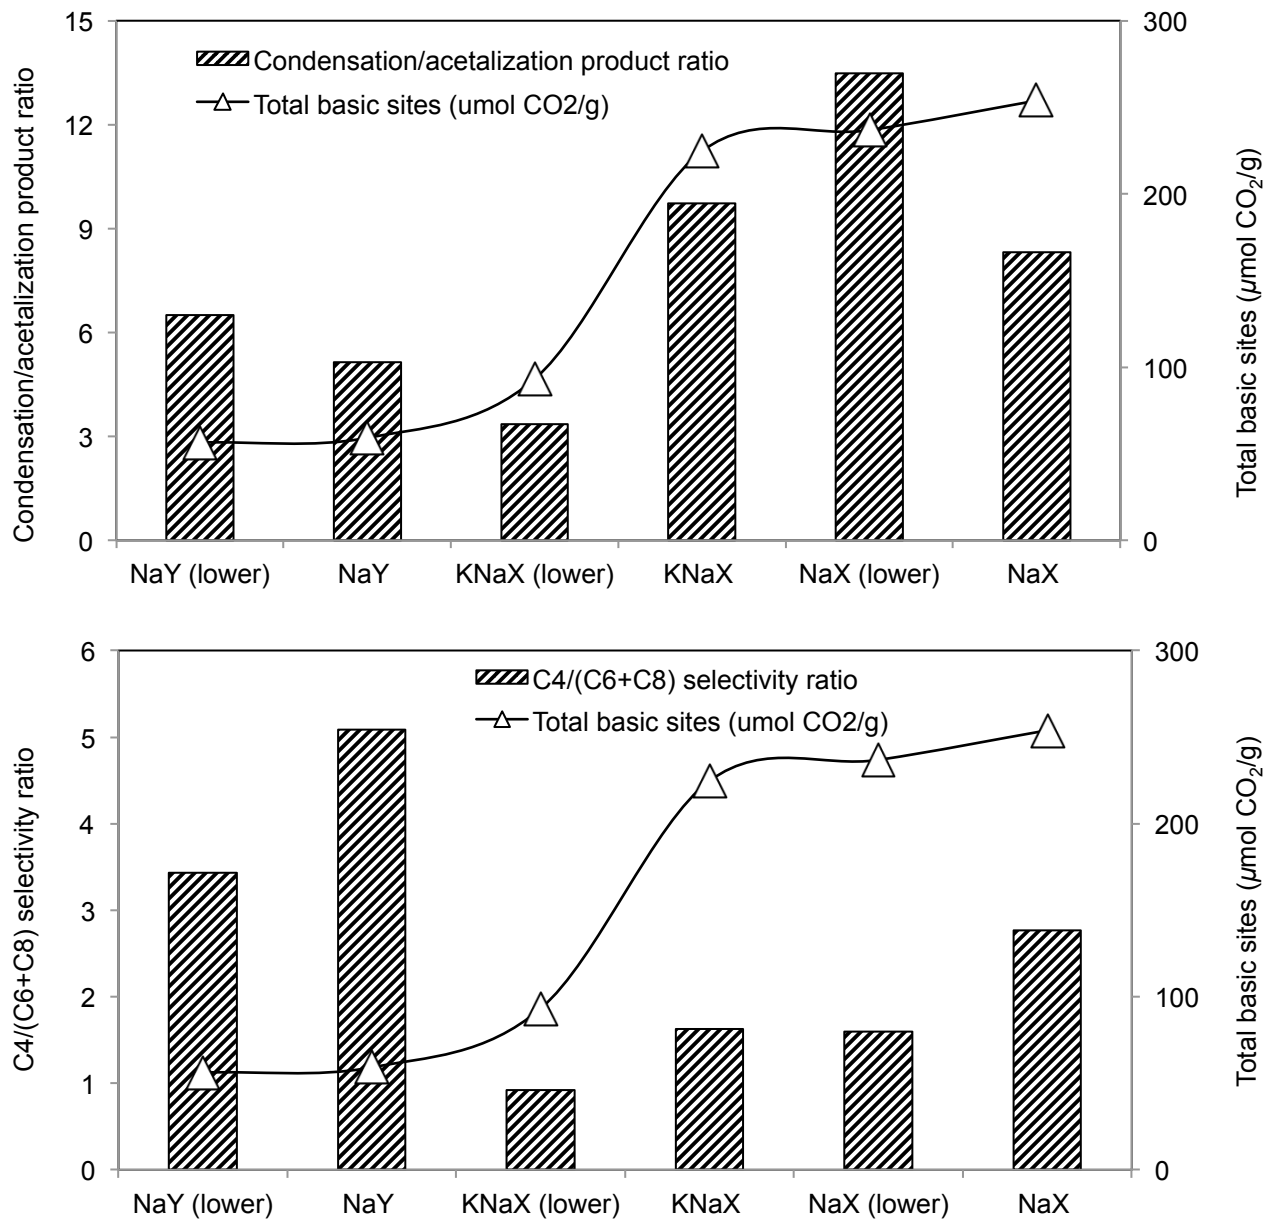 15
12
9
6
3
0
Condensation/acetalization product ratio
Condensation/acetalization product ratio
Total basic sites (umol CO2/g)
300
200
100
0
Total basic sites (µmol CO₂/g)
NaY (lower) NaY KNaX (lower) KNaX NaX (lower) NaX
6
5
4
3
2
1
0
C4/(C6+C8) selectivity ratio
C4/(C6+C8) selectivity ratio
Total basic sites (umol CO2/g)
300
200
100
0
Total basic sites (µmol CO₂/g)
NaY (lower) NaY KNaX (lower) KNaX NaX (lower) NaX